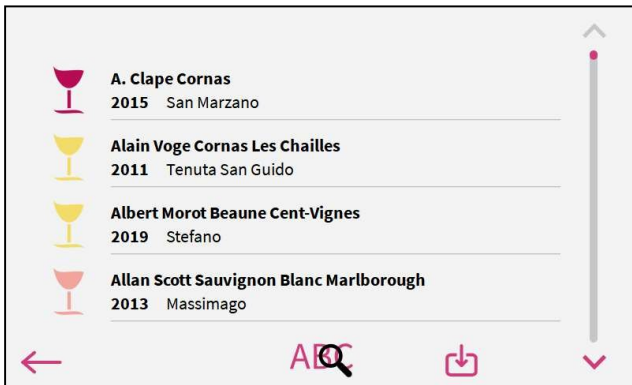 A. Clape Cornas
2015 San Marzano
Alain Voge Cornas Les Chailles
2011 Tenuta San Guido
Albert Morot Beaune Cent-Vignes
2019 Stefano
Allan Scott Sauvignon Blanc Marlborough
2013 Massimago
ABC